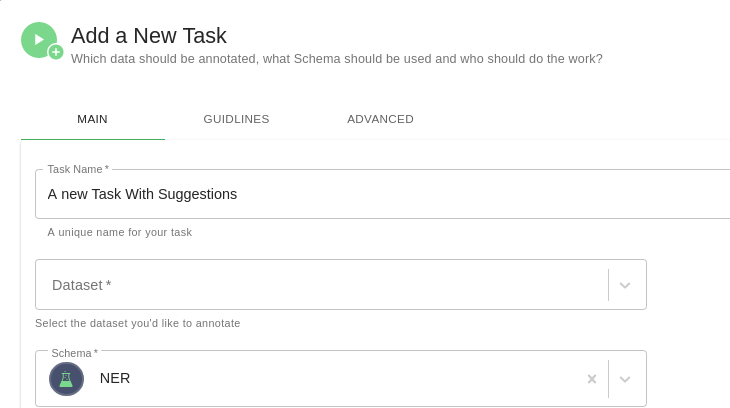 Add a New Task
Which data should be annotated, what Schema should be used and who should do the work?
MAIN GUIDLINES ADVANCED
Task Name *
A new Task With Suggestions
A unique name for your task
Dataset *
Select the dataset you'd like to annotate
Schema *
NER